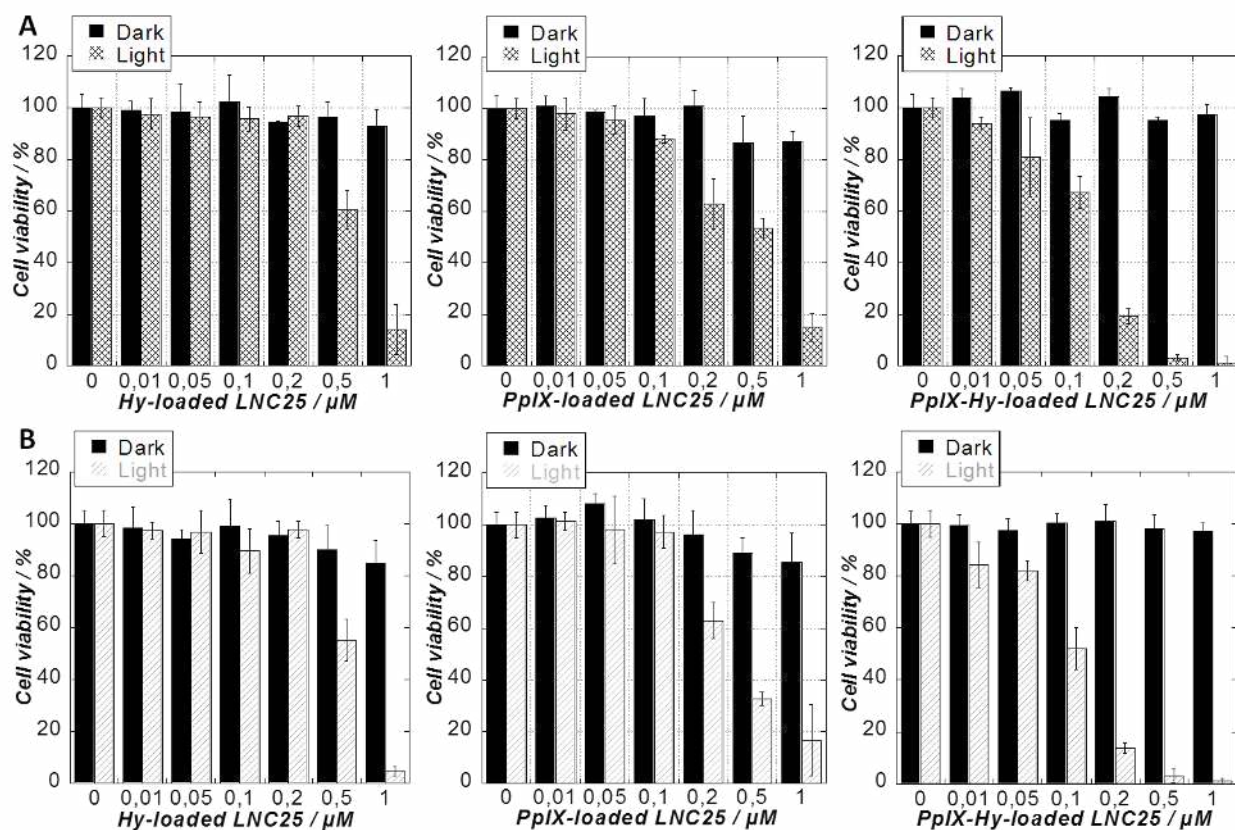 A
Dark
Light
Cell viability / %
120
100
80
60
40
20
0
0 0,01 0,05 0,1 0,2 0,5 1
Hy-loaded LNC25 / µM
Dark
Light
Cell viability / %
120
100
80
60
40
20
0
0 0,01 0,05 0,1 0,2 0,5 1
PpIX-loaded LNC25 / µM
Dark
Light
Cell viability / %
120
100
80
60
40
20
0
0 0,01 0,05 0,1 0,2 0,5 1
PpIX-Hy-loaded LNC25 / µM
B
Dark
Light
Cell viability / %
120
100
80
60
40
20
0
0 0,01 0,05 0,1 0,2 0,5 1
Hy-loaded LNC25 / µM
Dark
Light
Cell viability / %
120
100
80
60
40
20
0
0 0,01 0,05 0,1 0,2 0,5 1
PpIX-loaded LNC25 / µM
Dark
Light
Cell viability / %
120
100
80
60
40
20
0
0 0,01 0,05 0,1 0,2 0,5 1
PpIX-Hy-loaded LNC25 / µM